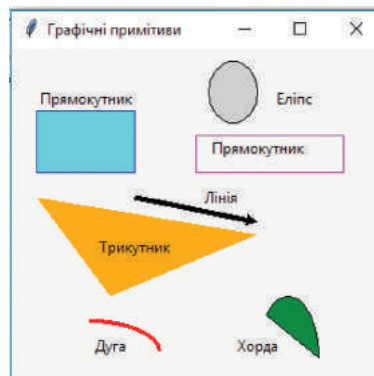 Графічні примітиви
Прямокутник
Еліпс
Прямокутник
Лінія
Трикутник
Дуга
Хорда